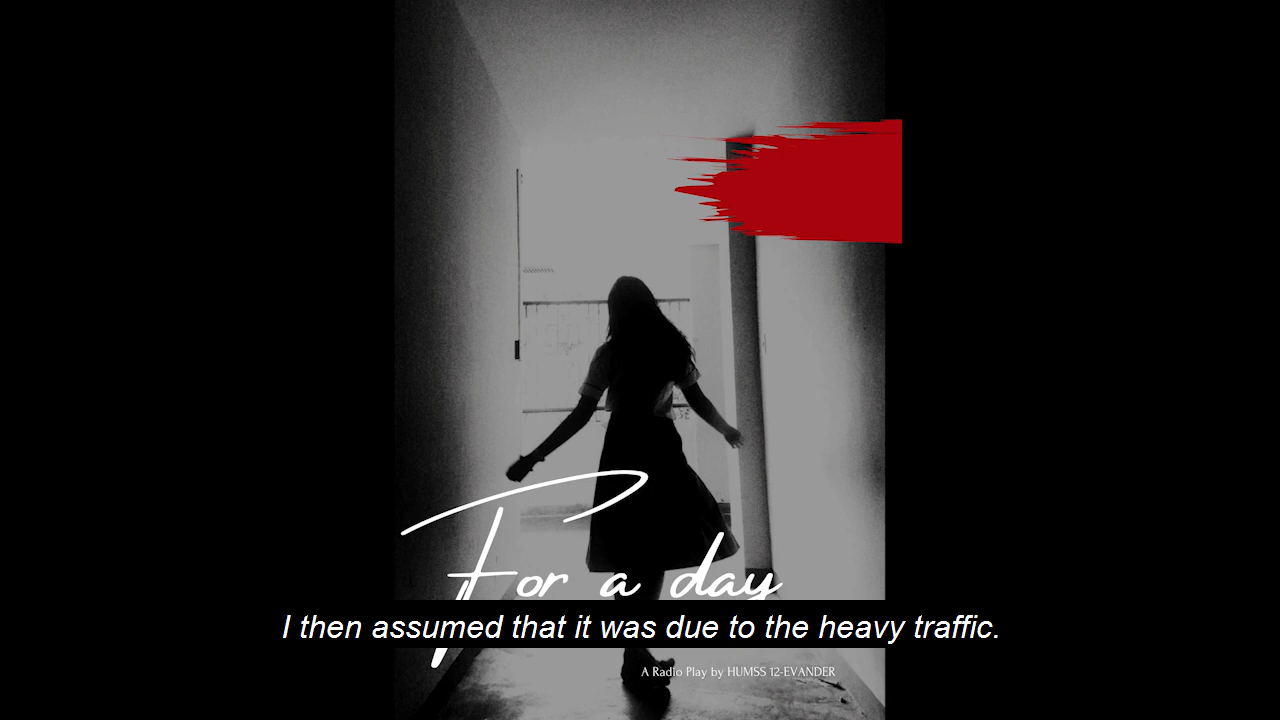 For a day
I then assumed that it was due to the heavy traffic.
A Radio Play by HUMSS 12-EVANDER